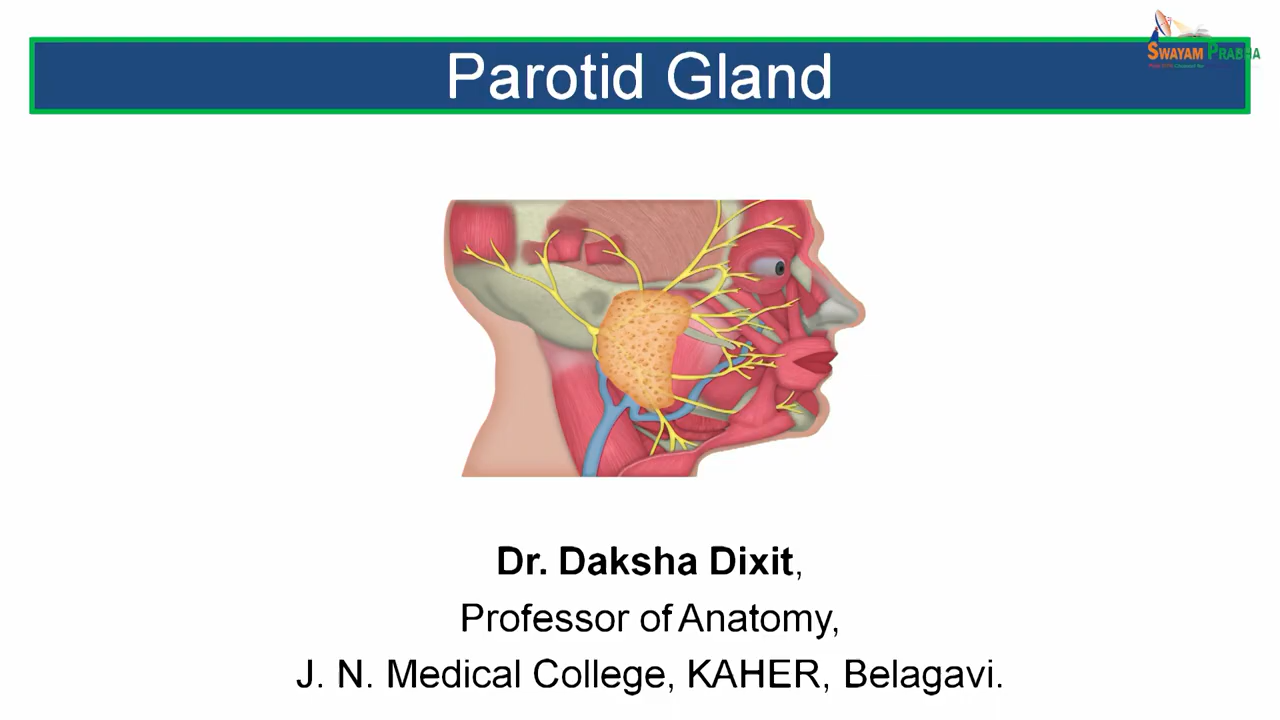 Parotid Gland
SWAYAM PRABHA
Dr. Daksha Dixit,
Professor of Anatomy,
J. N. Medical College, KAHER, Belagavi.